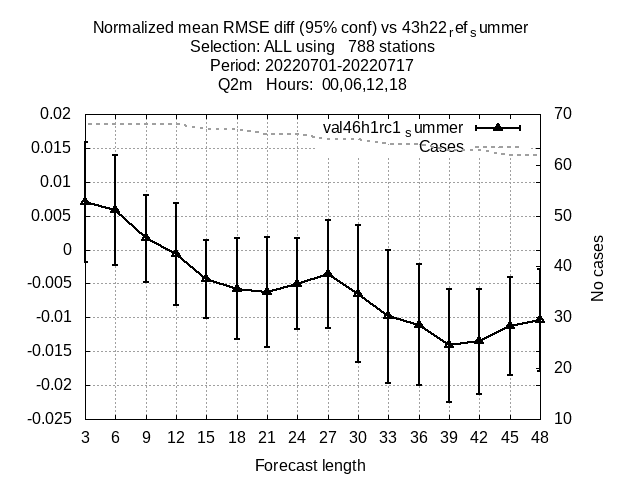 Normalized mean RMSE diff (95% conf) vs 43h22refsummer
Selection: ALL using 788 stations
Period: 20220701-20220717
Q2m Hours: 00,06,12,18
0.02
0.015
0.01
0.005
0
-0.005
-0.01
-0.015
-0.02
-0.025
val46h1rc1summer
Cases
70
60
50
40
30
20
10
No cases
3 6 9 12 15 18 21 24 27 30 33 36 39 42 45 48
Forecast length